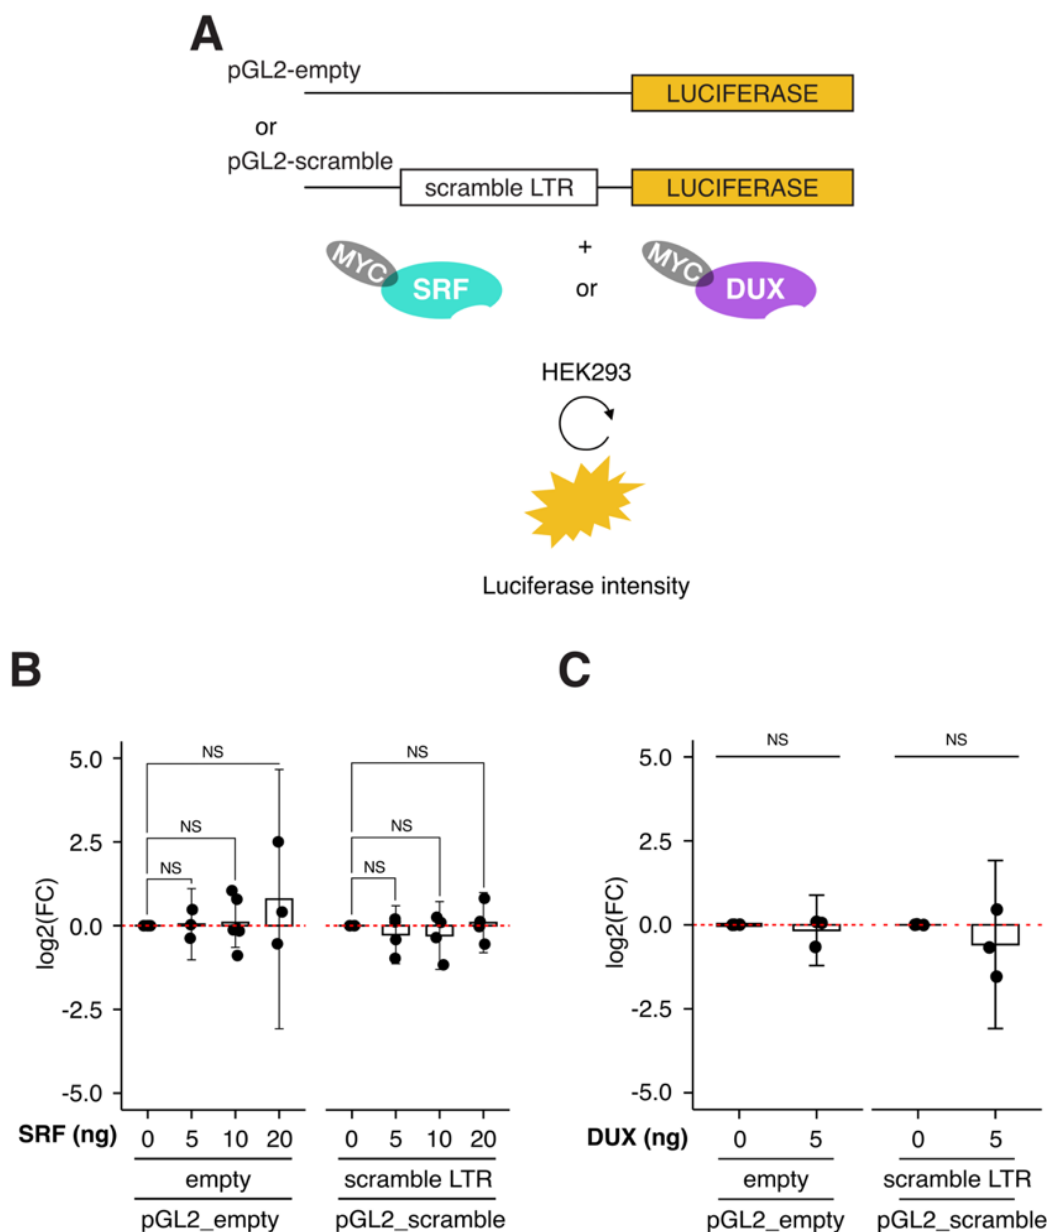 A
pGL2-empty
LUCIFERASE
or
pGL2-scramble
scramble LTR
LUCIFERASE
+
MYC
SRF
or
MYC
DUX
HEK293
Luciferase intensity
B
log2(FC)
5.0
2.5
0.0
-2.5
-5.0
NS
NS
NS
NS
NS
NS
SRF (ng)
0 5 10 20
0 5 10 20
empty
scramble LTR
pGL2_empty
pGL2_scramble
C
log2(FC)
5.0
2.5
0.0
-2.5
-5.0
NS
NS
DUX (ng)
0 5
0 5
empty
scramble LTR
pGL2_empty
pGL2_scramble